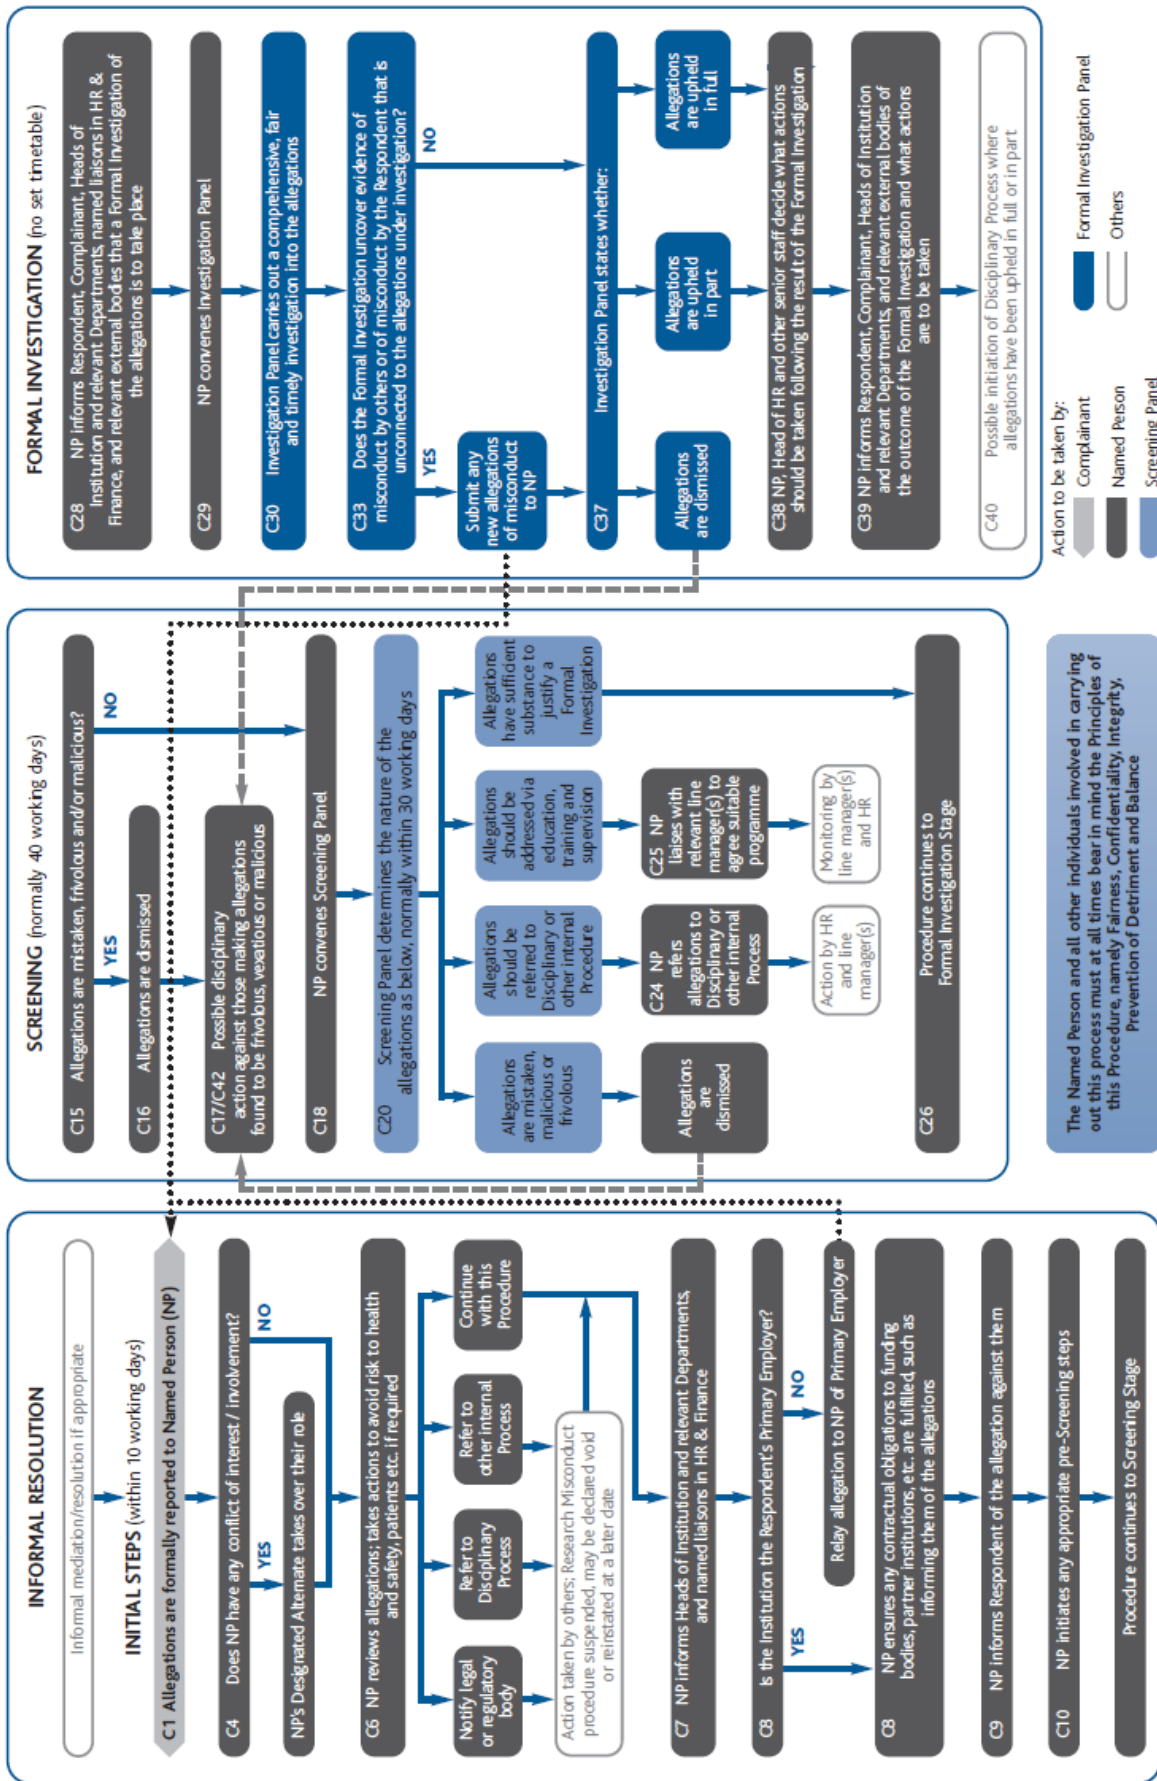 INFORMAL RESOLUTION
Informal mediation/resolution if appropriate
INITIAL STEPS (within 10 working days)
C1 Allegations are formally reported to Named Person (NP)
C4 Does NP have any conflict of interest / involvement?
YES
NO
NP's Designated Alternate takes over their role
C6 NP reviews allegations; takes actions to avoid risk to health
and safety, patients etc. if required
Notify legal
or regulatory
body
Refer to
Disciplinary
Process
Refer to
other internal
Process
Continue
with this
Procedure
Action taken by others; Research Misconduct
procedure suspended, may be declared void
or reinstated at a later date
C7 NP informs Heads of Institution and relevant Departments,
and named liaisons in HR & Finance
C8 Is the Institution the Respondent's Primary Employer?
YES
NO
Relay allegation to NP of Primary Employer
C8 NP ensures any contractual obligations to funding
bodies, partner institutions, etc. are fulfilled, such as
informing them of the allegations
C9 NP informs Respondent of the allegation against them
C10 NP initiates any appropriate pre-Screening steps
Procedure continues to Screening Stage
SCREENING (normally 40 working days)
C15 Allegations are mistaken, frivolous and/or malicious?
YES
NO
C16 Allegations are dismissed
C17/C42 Possible disciplinary
action against those making allegations
found to be frivolous, vexatious or malicious
C18 NP convenes Screening Panel
C20 Screening Panel determines the nature of the
allegations as below, normally within 30 working days
Allegations
are mistaken,
malicious or
frivolous
Allegations
should be
referred to
Disciplinary or
other internal
Procedure
Allegations
should be
addressed via
education,
training and
supervision
Allegations
have sufficient
substance to
justify a
Formal
Investigation
Allegations
are
dismissed
C24 NP
refers
allegations to
Disciplinary or
other internal
Process
C25 NP
liaises with
relevant line
manager(s) to
agree suitable
programme
Action by HR
and line
manager(s)
Monitoring by
line manager(s)
and HR
C26 Procedure continues to
Formal Investigation Stage
The Named Person and all other individuals involved in carrying
out this process must at all times bear in mind the Principles of
this Procedure, namely Fairness, Confidentiality, Integrity,
Prevention of Detriment and Balance
FORMAL INVESTIGATION (no set timetable)
C28 NP informs Respondent, Complainant, Heads of
Institution and relevant Departments, named liaisons in HR &
Finance, and relevant external bodies that a Formal Investigation of
the allegations is to take place
C29 NP convenes Investigation Panel
C30 Investigation Panel carries out a comprehensive, fair
and timely investigation into the allegations
C33 Does the Formal Investigation uncover evidence of
misconduct by others or of misconduct by the Respondent that is
unconnected to the allegations under investigation?
YES
NO
Submit any
new allegations
of misconduct
to NP
C37 Investigation Panel states whether:
Allegations
are dismissed
Allegations
are upheld
in part
Allegations
are upheld
in full
C38 NP, Head of HR and other senior staff decide what actions
should be taken following the result of the Formal Investigation
C39 NP informs Respondent, Complainant, Heads of Institution
and relevant Departments, and relevant external bodies of
the outcome of the Formal Investigation and what actions
are to be taken
C40 Possible initiation of Disciplinary Process where
allegations have been upheld in full or in part
Action to be taken by:
Complainant
Named Person
Screening Panel
Formal Investigation Panel
Others